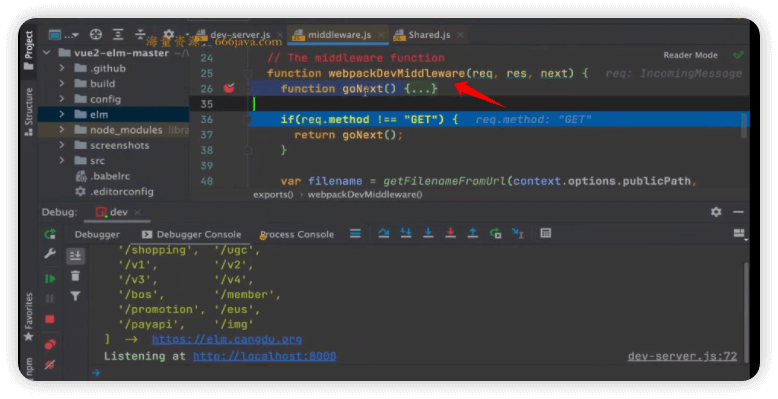 Project
Structure
Favorites
npm
dev-server.js
middleware.js
Shared.js
海量资源：666java.com
vue2-elm-master
.github
build
config
elm
node_modules
screenshots
src
.babelrc
.editorconfig
Reader Mode
24 // The middleware function
25 function webpackDevMiddleware(req, res, next) { req: IncomingMessage
26 function goNext() {...}
35
36 if(req.method !== "GET") { req.method: "GET"
37 return goNext();
38 }
39
40 var filename = getFilenameFromUrl(context.options.publicPath,
exports() › webpackDevMiddleware()
Debug: dev
Debugger Debugger Console Process Console
'/shopping', '/ugc',
'/v1', '/v2',
'/v3', '/v4',
'/bos', '/member',
'/promotion', '/eus',
'/payapi', '/img'
] -> https://elm.cangdu.org
Listening at http://localhost:8000
dev-server.js:72